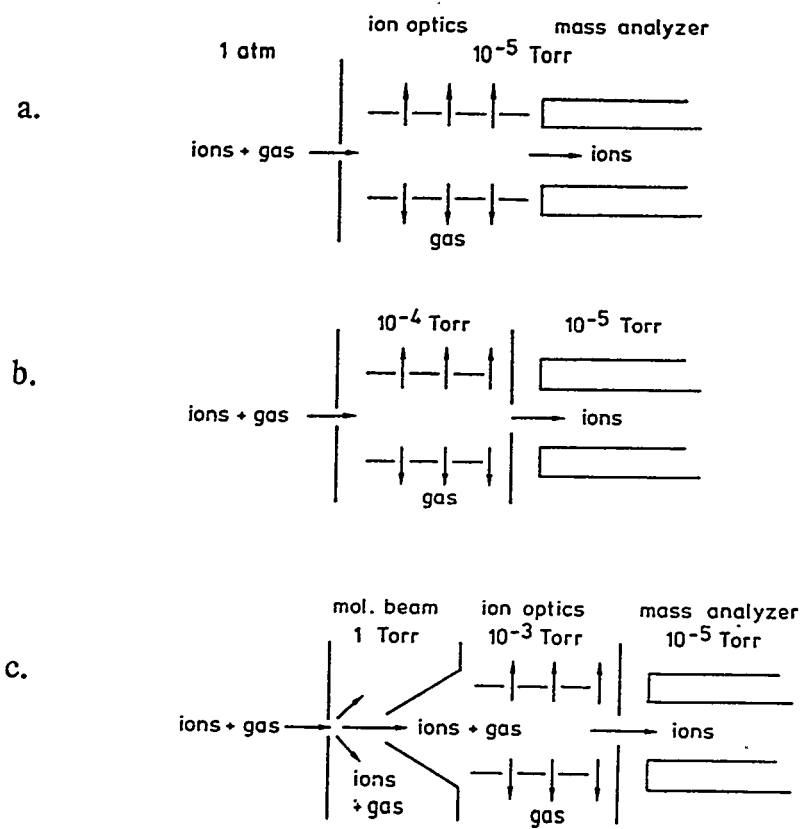 ion optics mass analyzer
1 atm 10⁻⁵ Torr
a.
ions + gas ions
gas
10⁻⁴ Torr 10⁻⁵ Torr
b.
ions + gas ions
gas
mol. beam ion optics mass analyzer
1 Torr 10⁻³ Torr 10⁻⁵ Torr
c.
ions + gas ions + gas ions
ions
+ gas gas